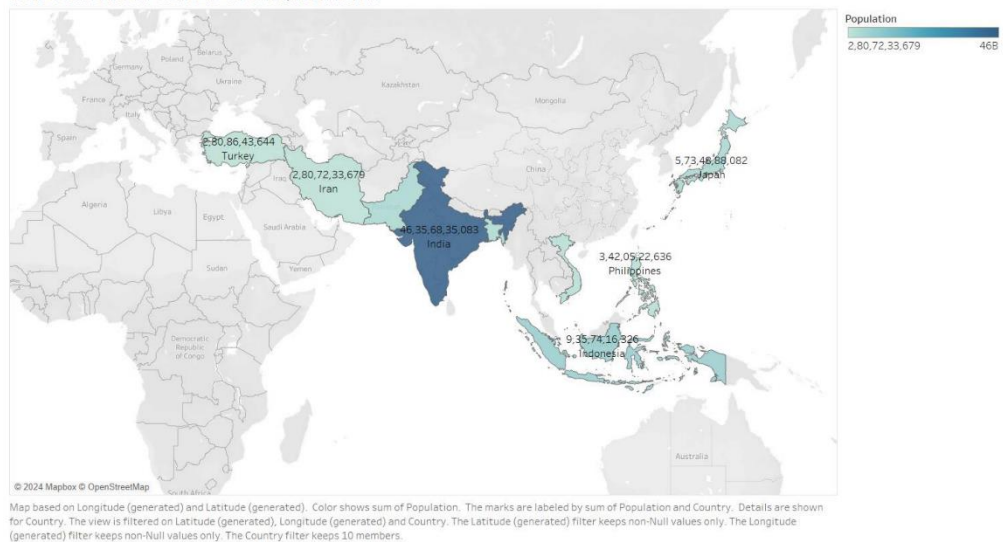 Population
2,80,72,33,679 46B
Belarus
Germany
Poland
Ukraine
France
Italy
Spain
Kazakhstan
Mongolia
2,80,86,43,644
Turkey
2,80,72,33,679
Iran
Iraq
China
5,73,48,88,082
Japan
Algeria
Libya
Egypt
Saudi Arabia
46,35,68,35,083
India
Sudan
Yemen
3,42,05,22,636
Philippines
Democratic
Republic
of Congo
9,35,74,16,326
Indonesia
Australia
South Africa
© 2024 Mapbox © OpenStreetMap
Map based on Longitude (generated) and Latitude (generated). Color shows sum of Population. The marks are labeled by sum of Population and Country. Details are shown
for Country. The view is filtered on Latitude (generated), Longitude (generated) and Country. The Latitude (generated) filter keeps non-Null values only. The Longitude
(generated) filter keeps non-Null values only. The Country filter keeps 10 members.